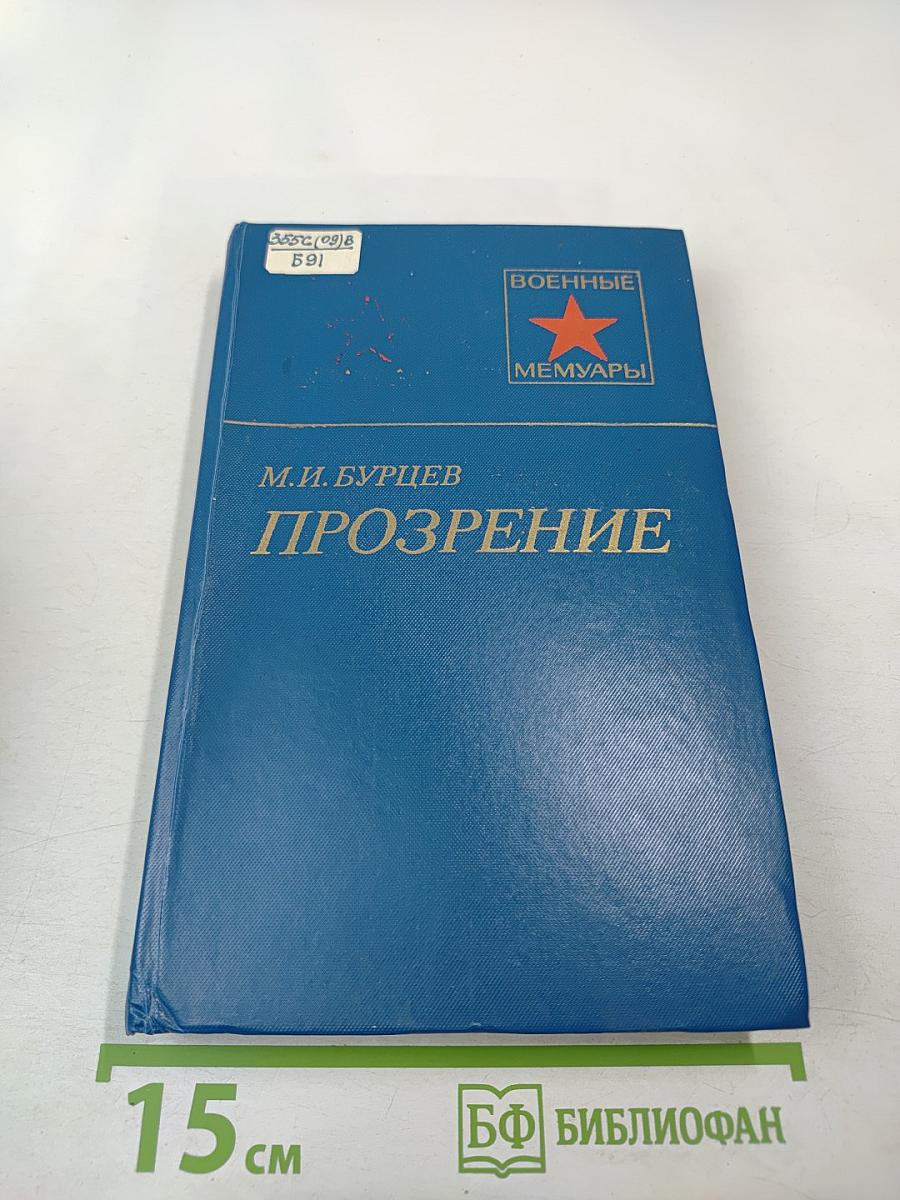 355С(09)В
Б91
ВОЕННЫЕ
МЕМУАРЫ
М.И.БУРЦЕВ
ПРОЗРЕНИЕ
15 см
БФ БИБЛИОФАН